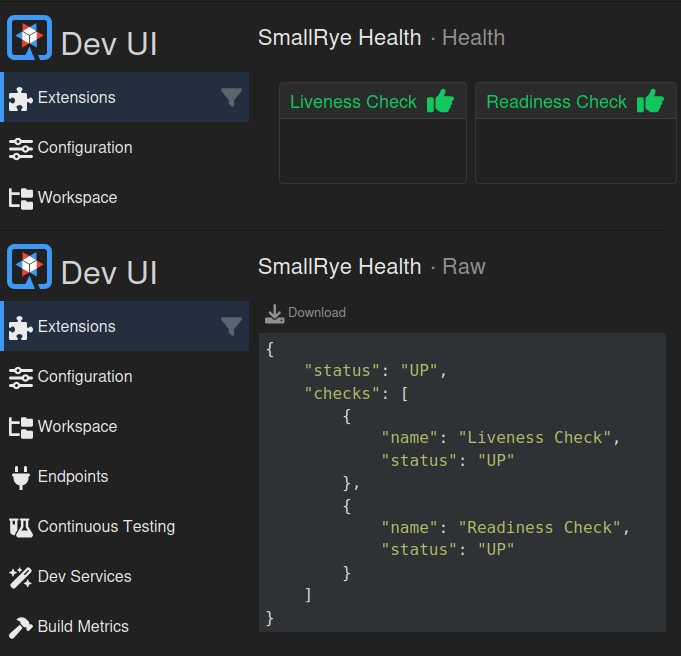 Dev UI
SmallRye Health · Health
Extensions
Configuration
Workspace
Liveness Check
Readiness Check
Dev UI
SmallRye Health · Raw
Extensions
Configuration
Workspace
Endpoints
Continuous Testing
Dev Services
Build Metrics
Download
{
    "status": "UP",
    "checks": [
        {
            "name": "Liveness Check",
            "status": "UP"
        },
        {
            "name": "Readiness Check",
            "status": "UP"
        }
    ]
}